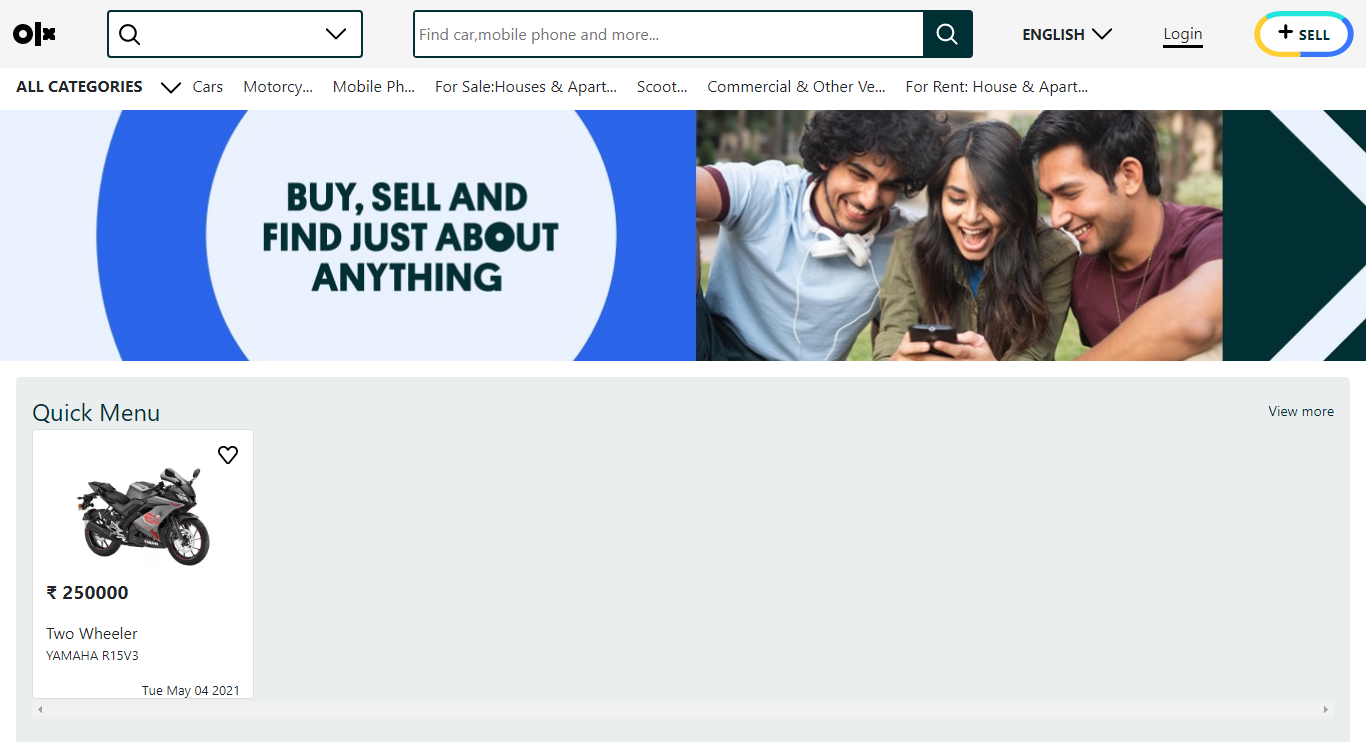 olx
Find car,mobile phone and more...
ENGLISH
Login
+ SELL
ALL CATEGORIES
Cars
Motorcy...
Mobile Ph...
For Sale:Houses & Apart...
Scoot...
Commercial & Other Ve...
For Rent: House & Apart...
BUY, SELL AND
FIND JUST ABOUT
ANYTHING
Quick Menu
View more
₹ 250000
Two Wheeler
YAMAHA R15V3
Tue May 04 2021